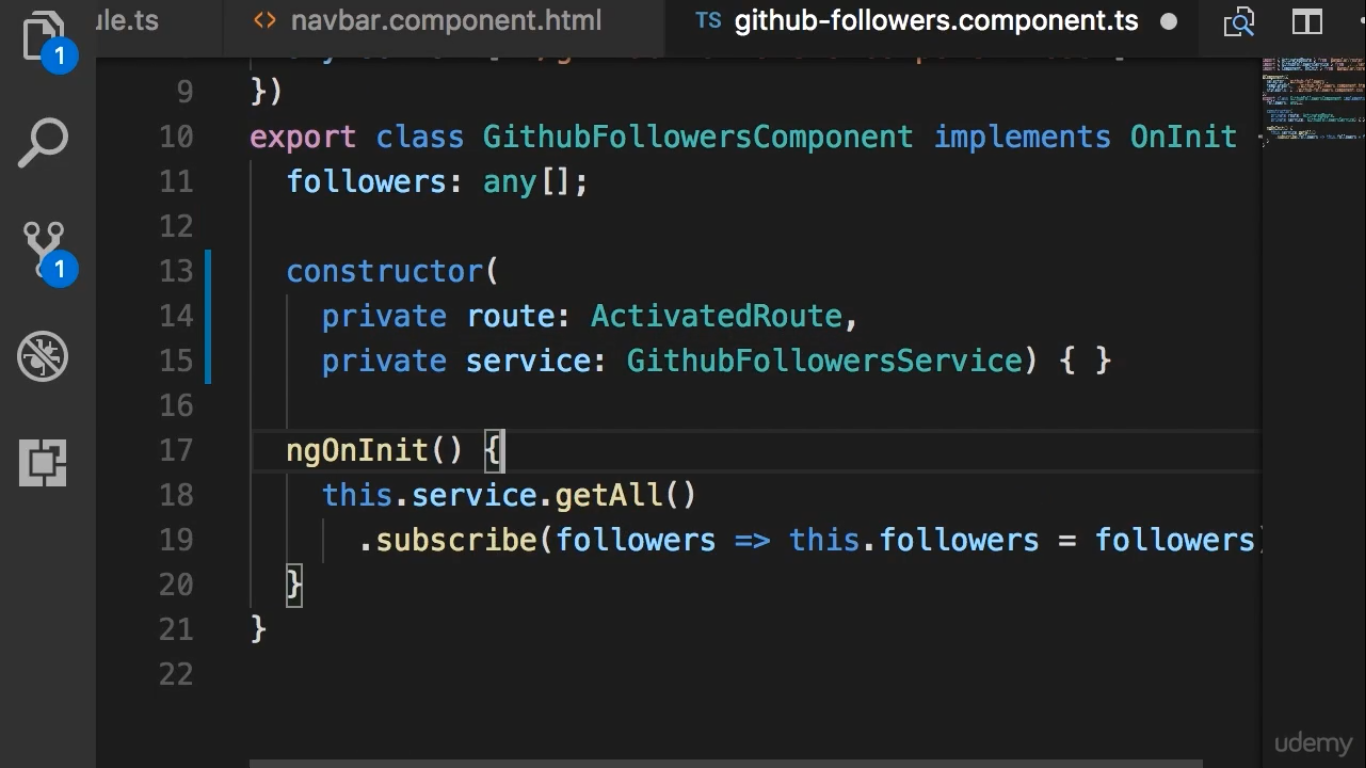 ule.ts
<> navbar.component.html
TS github-followers.component.ts
1
1
9 })
10 export class GithubFollowersComponent implements OnInit
11 followers: any[];
12
13 constructor(
14 private route: ActivatedRoute,
15 private service: GithubFollowersService) { }
16
17 ngOnInit() {
18 this.service.getAll()
19 .subscribe(followers => this.followers = followers)
20 }
21 }
22
udemy